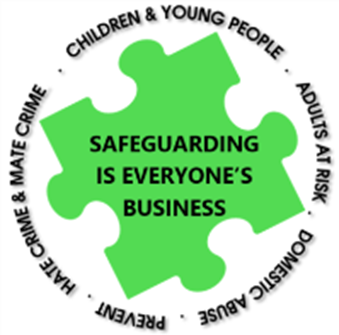 CHILDREN & YOUNG PEOPLE · ADULTS AT RISK · DOMESTIC ABUSE · PREVENT · HATE CRIME & MATE CRIME ·
SAFEGUARDING
IS EVERYONE'S
BUSINESS